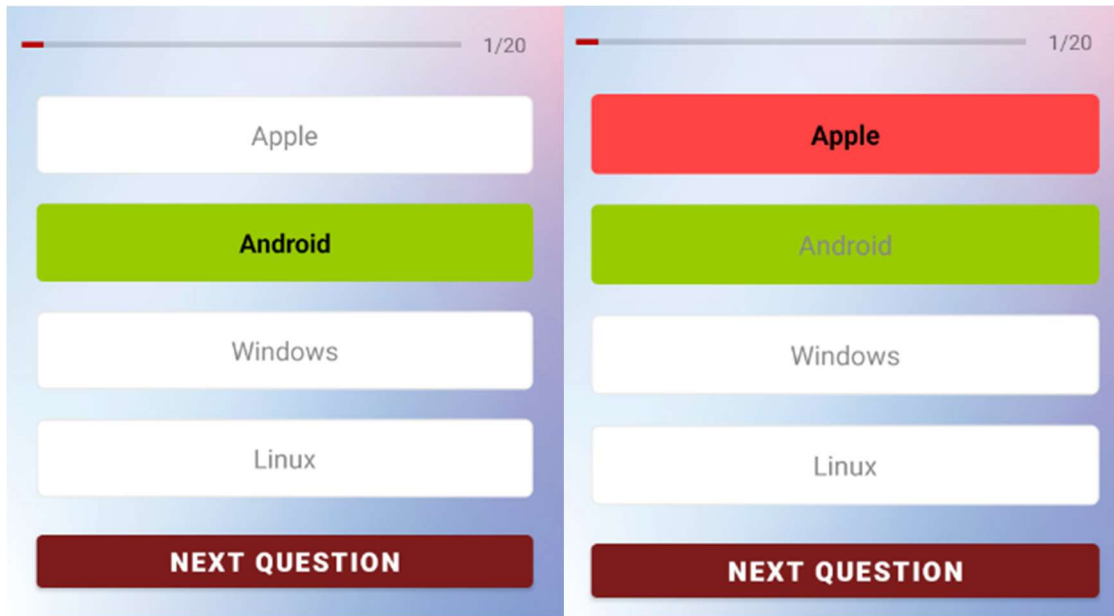 1/20
Apple
Android
Windows
Linux
NEXT QUESTION
1/20
Apple
Android
Windows
Linux
NEXT QUESTION